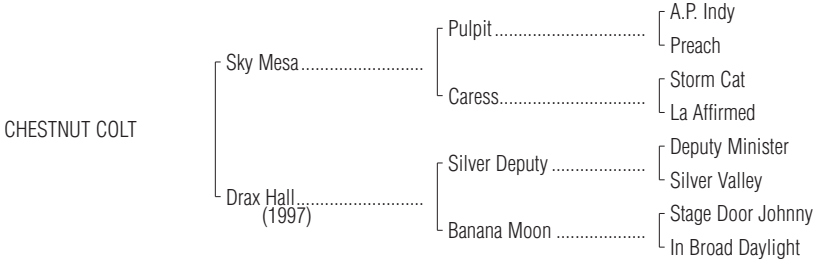 A.P. Indy
Pulpit..............................
Preach
Sky Mesa........................
Storm Cat
Caress.............................
La Affirmed
CHESTNUT COLT
Deputy Minister
Silver Deputy ..................
Silver Valley
Drax Hall.........................
(1997)
Stage Door Johnny
Banana Moon .................
In Broad Daylight